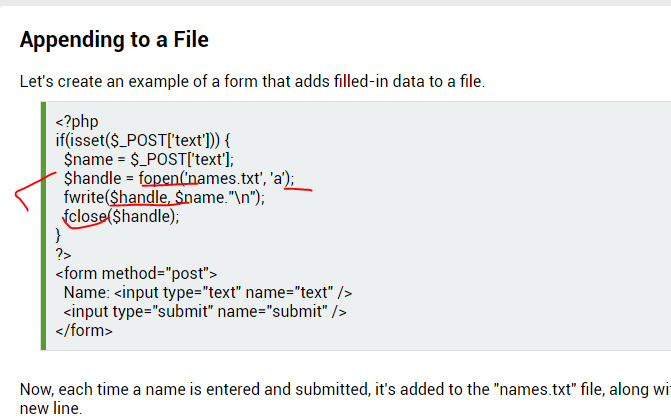 Appending to a File
Let's create an example of a form that adds filled-in data to a file.
<?php
if(isset($_POST['text'])) {
$name = $_POST['text'];
$handle = fopen('names.txt', 'a');
fwrite($handle, $name."\n");
fclose($handle);
}
?>
<form method="post">
Name: <input type="text" name="text" />
<input type="submit" name="submit" />
</form>
Now, each time a name is entered and submitted, it's added to the "names.txt" file, along
new line.